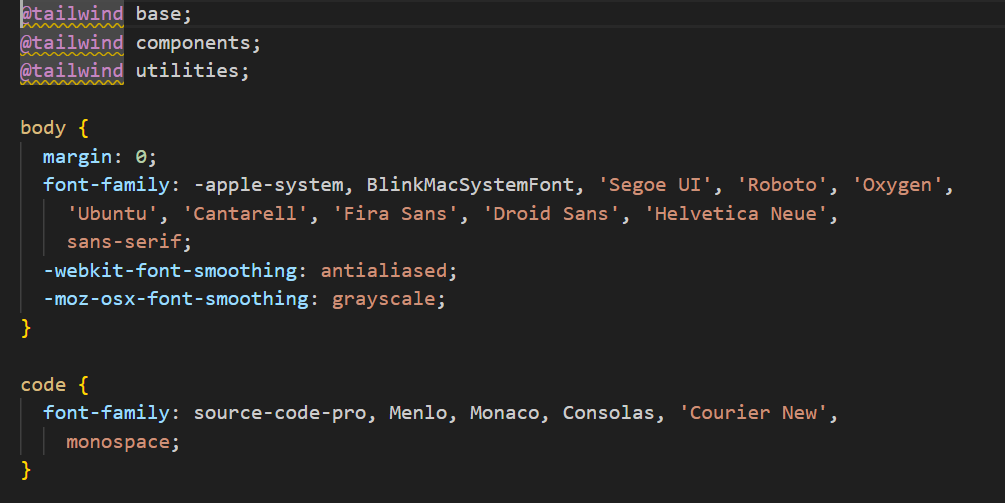 @tailwind base;
@tailwind components;
@tailwind utilities;

body {
  margin: 0;
  font-family: -apple-system, BlinkMacSystemFont, 'Segoe UI', 'Roboto', 'Oxygen',
    'Ubuntu', 'Cantarell', 'Fira Sans', 'Droid Sans', 'Helvetica Neue',
    sans-serif;
  -webkit-font-smoothing: antialiased;
  -moz-osx-font-smoothing: grayscale;
}

code {
  font-family: source-code-pro, Menlo, Monaco, Consolas, 'Courier New',
    monospace;
}